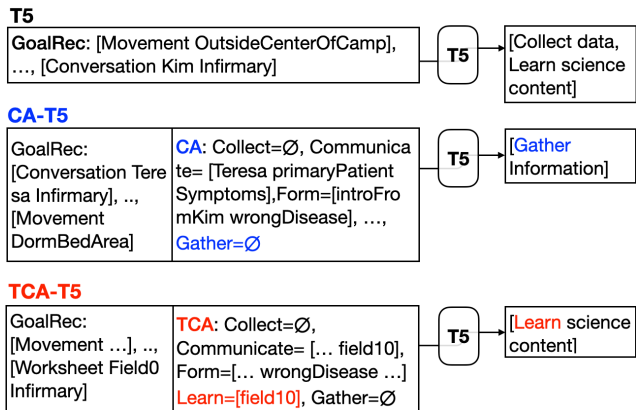 T5
GoalRec: [Movement OutsideCenterOfCamp],
..., [Conversation Kim Infirmary]
T5
[Collect data,
Learn science
content]
CA-T5
GoalRec:
[Conversation Tere
sa Infirmary], ..,
[Movement
DormBedArea]
CA: Collect=∅, Communica
te= [Teresa primaryPatient
Symptoms],Form=[introFro
mKim wrongDisease], ...,
Gather=∅
T5
[Gather
Information]
TCA-T5
GoalRec:
[Movement ...], ..,
[Worksheet Field0
Infirmary]
TCA: Collect=∅,
Communicate= [... field10],
Form=[... wrongDisease ...]
Learn=[field10], Gather=∅
T5
[Learn science
content]